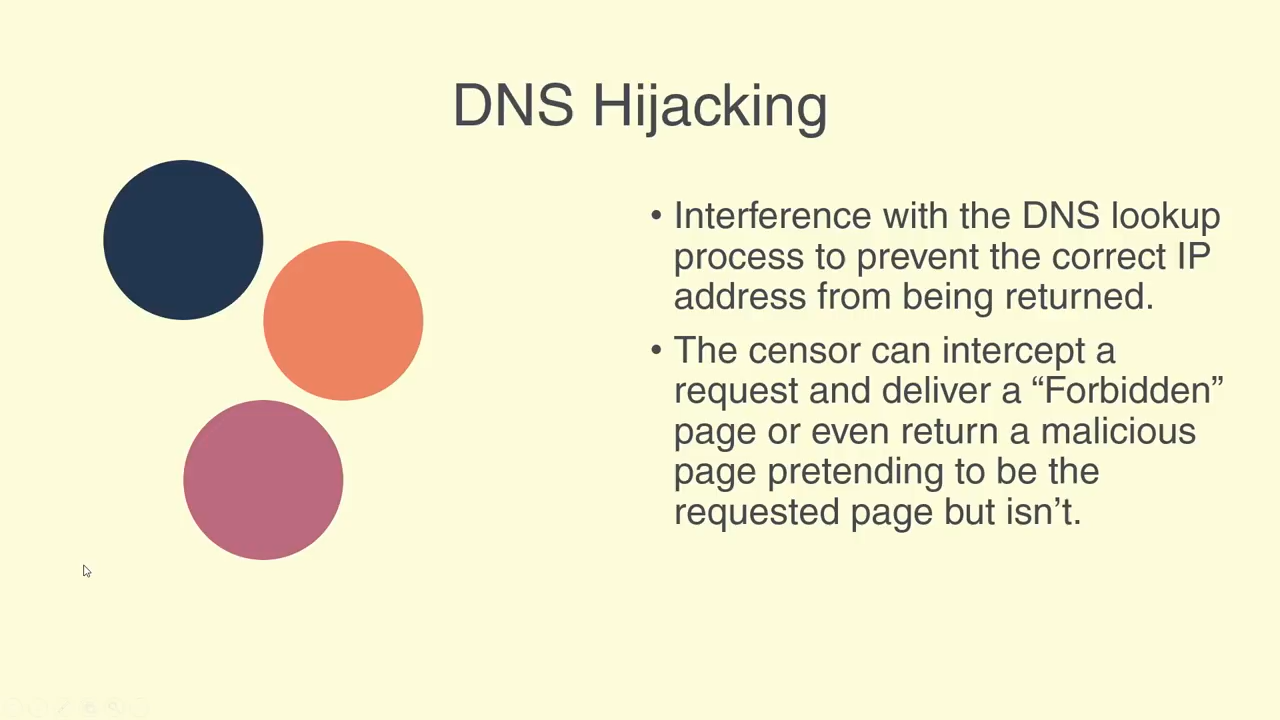 DNS Hijacking
• Interference with the DNS lookup
process to prevent the correct IP
address from being returned.
• The censor can intercept a
request and deliver a “Forbidden”
page or even return a malicious
page pretending to be the
requested page but isn’t.